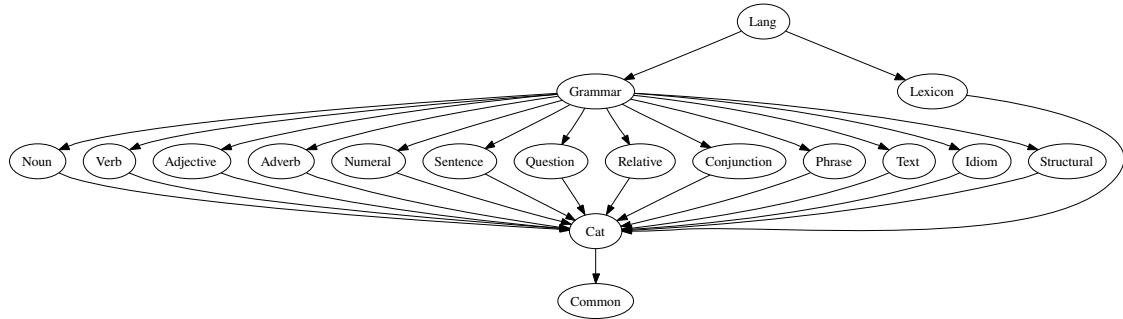 Lang
Grammar
Lexicon
Noun
Verb
Adjective
Adverb
Numeral
Sentence
Question
Relative
Conjunction
Phrase
Text
Idiom
Structural
Cat
Common